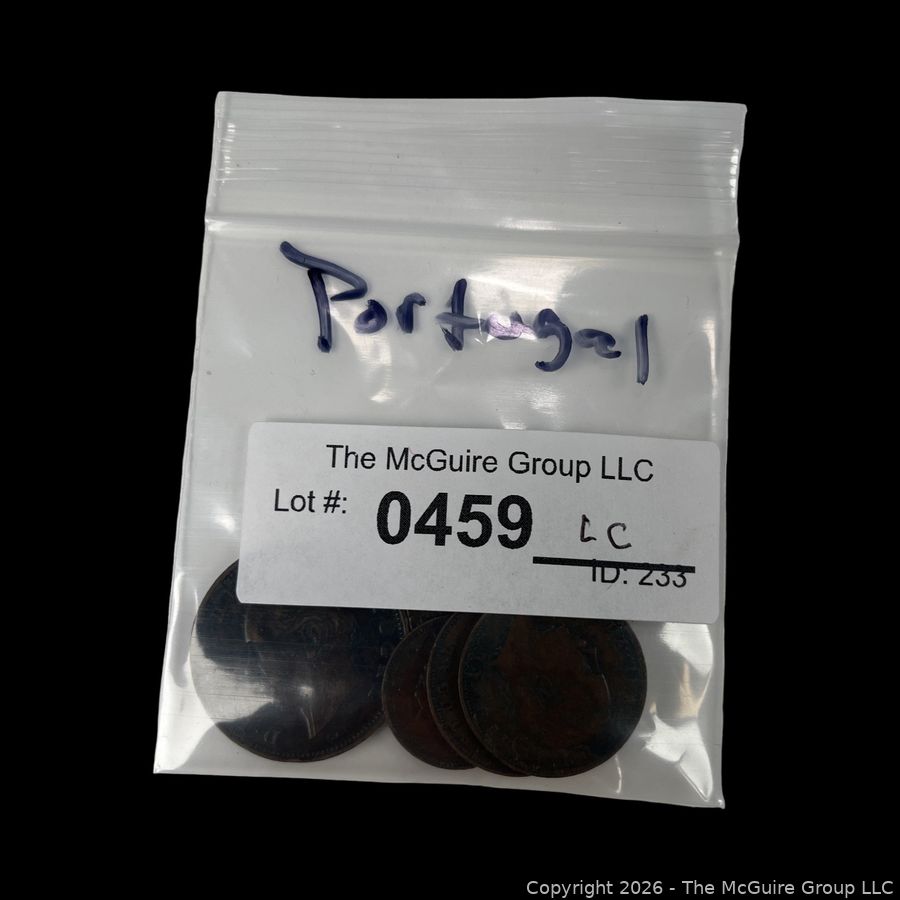 Portugal
The McGuire Group LLC
Lot #: 0459 LC
ID: 233
Copyright 2026 - The McGuire Group LLC